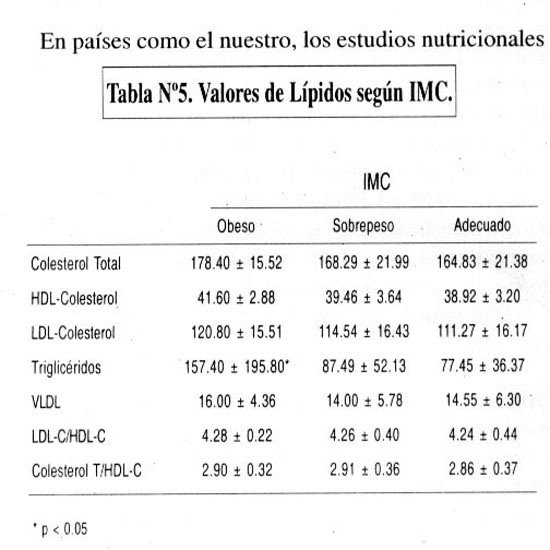 En países como el nuestro, los estudios nutricionales
Tabla Nº5. Valores de Lípidos según IMC.
IMC
Obeso Sobrepeso Adecuado
Colesterol Total 178.40 ± 15.52 168.29 ± 21.99 164.83 ± 21.38
HDL-Colesterol 41.60 ± 2.88 39.46 ± 3.64 38.92 ± 3.20
LDL-Colesterol 120.80 ± 15.51 114.54 ± 16.43 111.27 ± 16.17
Triglicéridos 157.40 ± 195.80* 87.49 ± 52.13 77.45 ± 36.37
VLDL 16.00 ± 4.36 14.00 ± 5.78 14.55 ± 6.30
LDL-C/HDL-C 4.28 ± 0.22 4.26 ± 0.40 4.24 ± 0.44
Colesterol T/HDL-C 2.90 ± 0.32 2.91 ± 0.36 2.86 ± 0.37
* p < 0.05